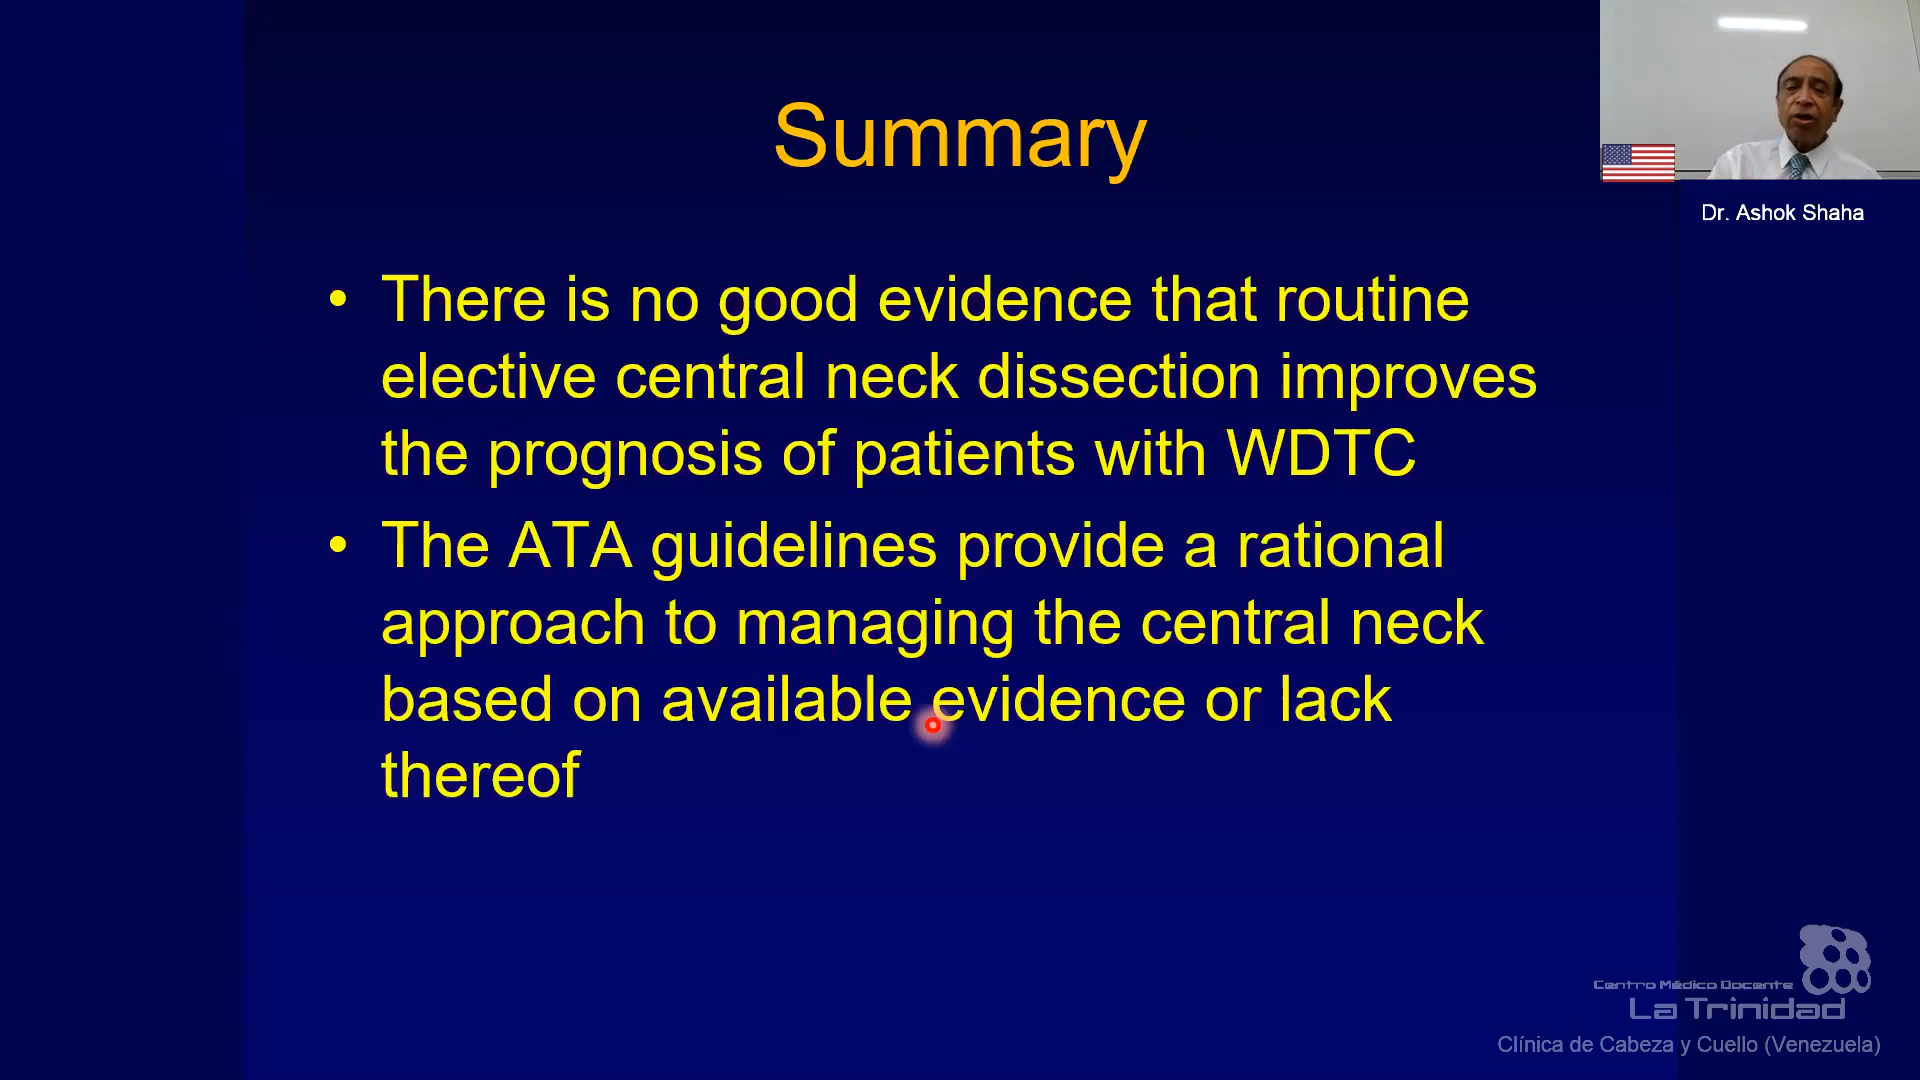 Summary
Dr. Ashok Shaha
• There is no good evidence that routine
elective central neck dissection improves
the prognosis of patients with WDTC
• The ATA guidelines provide a rational
approach to managing the central neck
based on available evidence or lack
thereof
Centro Médico Docente
La Trinidad
Clínica de Cabeza y Cuello (Venezuela)